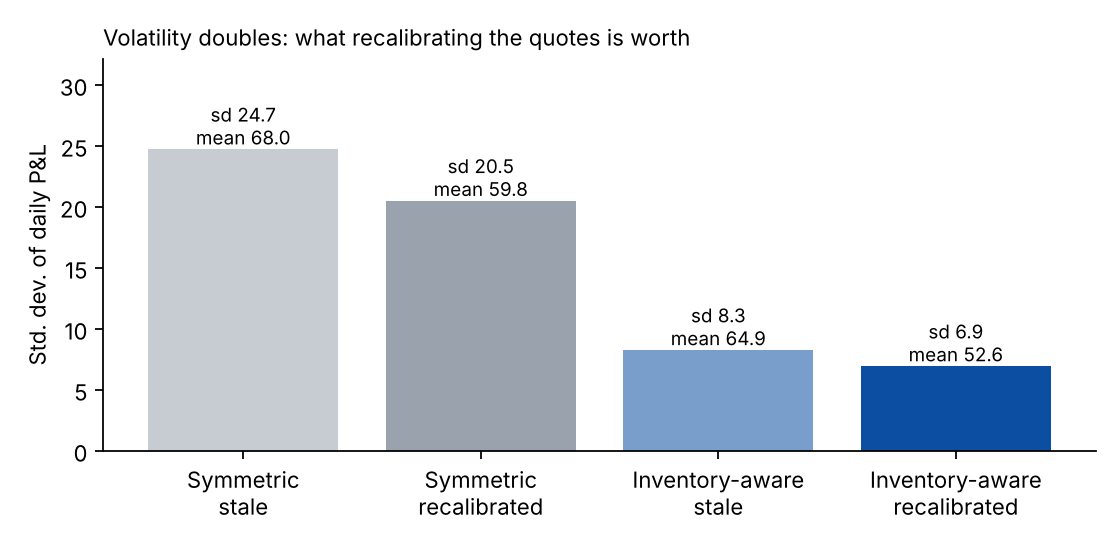 Volatility doubles: what recalibrating the quotes is worth
Std. dev. of daily P&L
30
25
20
15
10
5
0
sd 24.7
mean 68.0
sd 20.5
mean 59.8
sd 8.3
mean 64.9
sd 6.9
mean 52.6
Symmetric
stale
Symmetric
recalibrated
Inventory-aware
stale
Inventory-aware
recalibrated